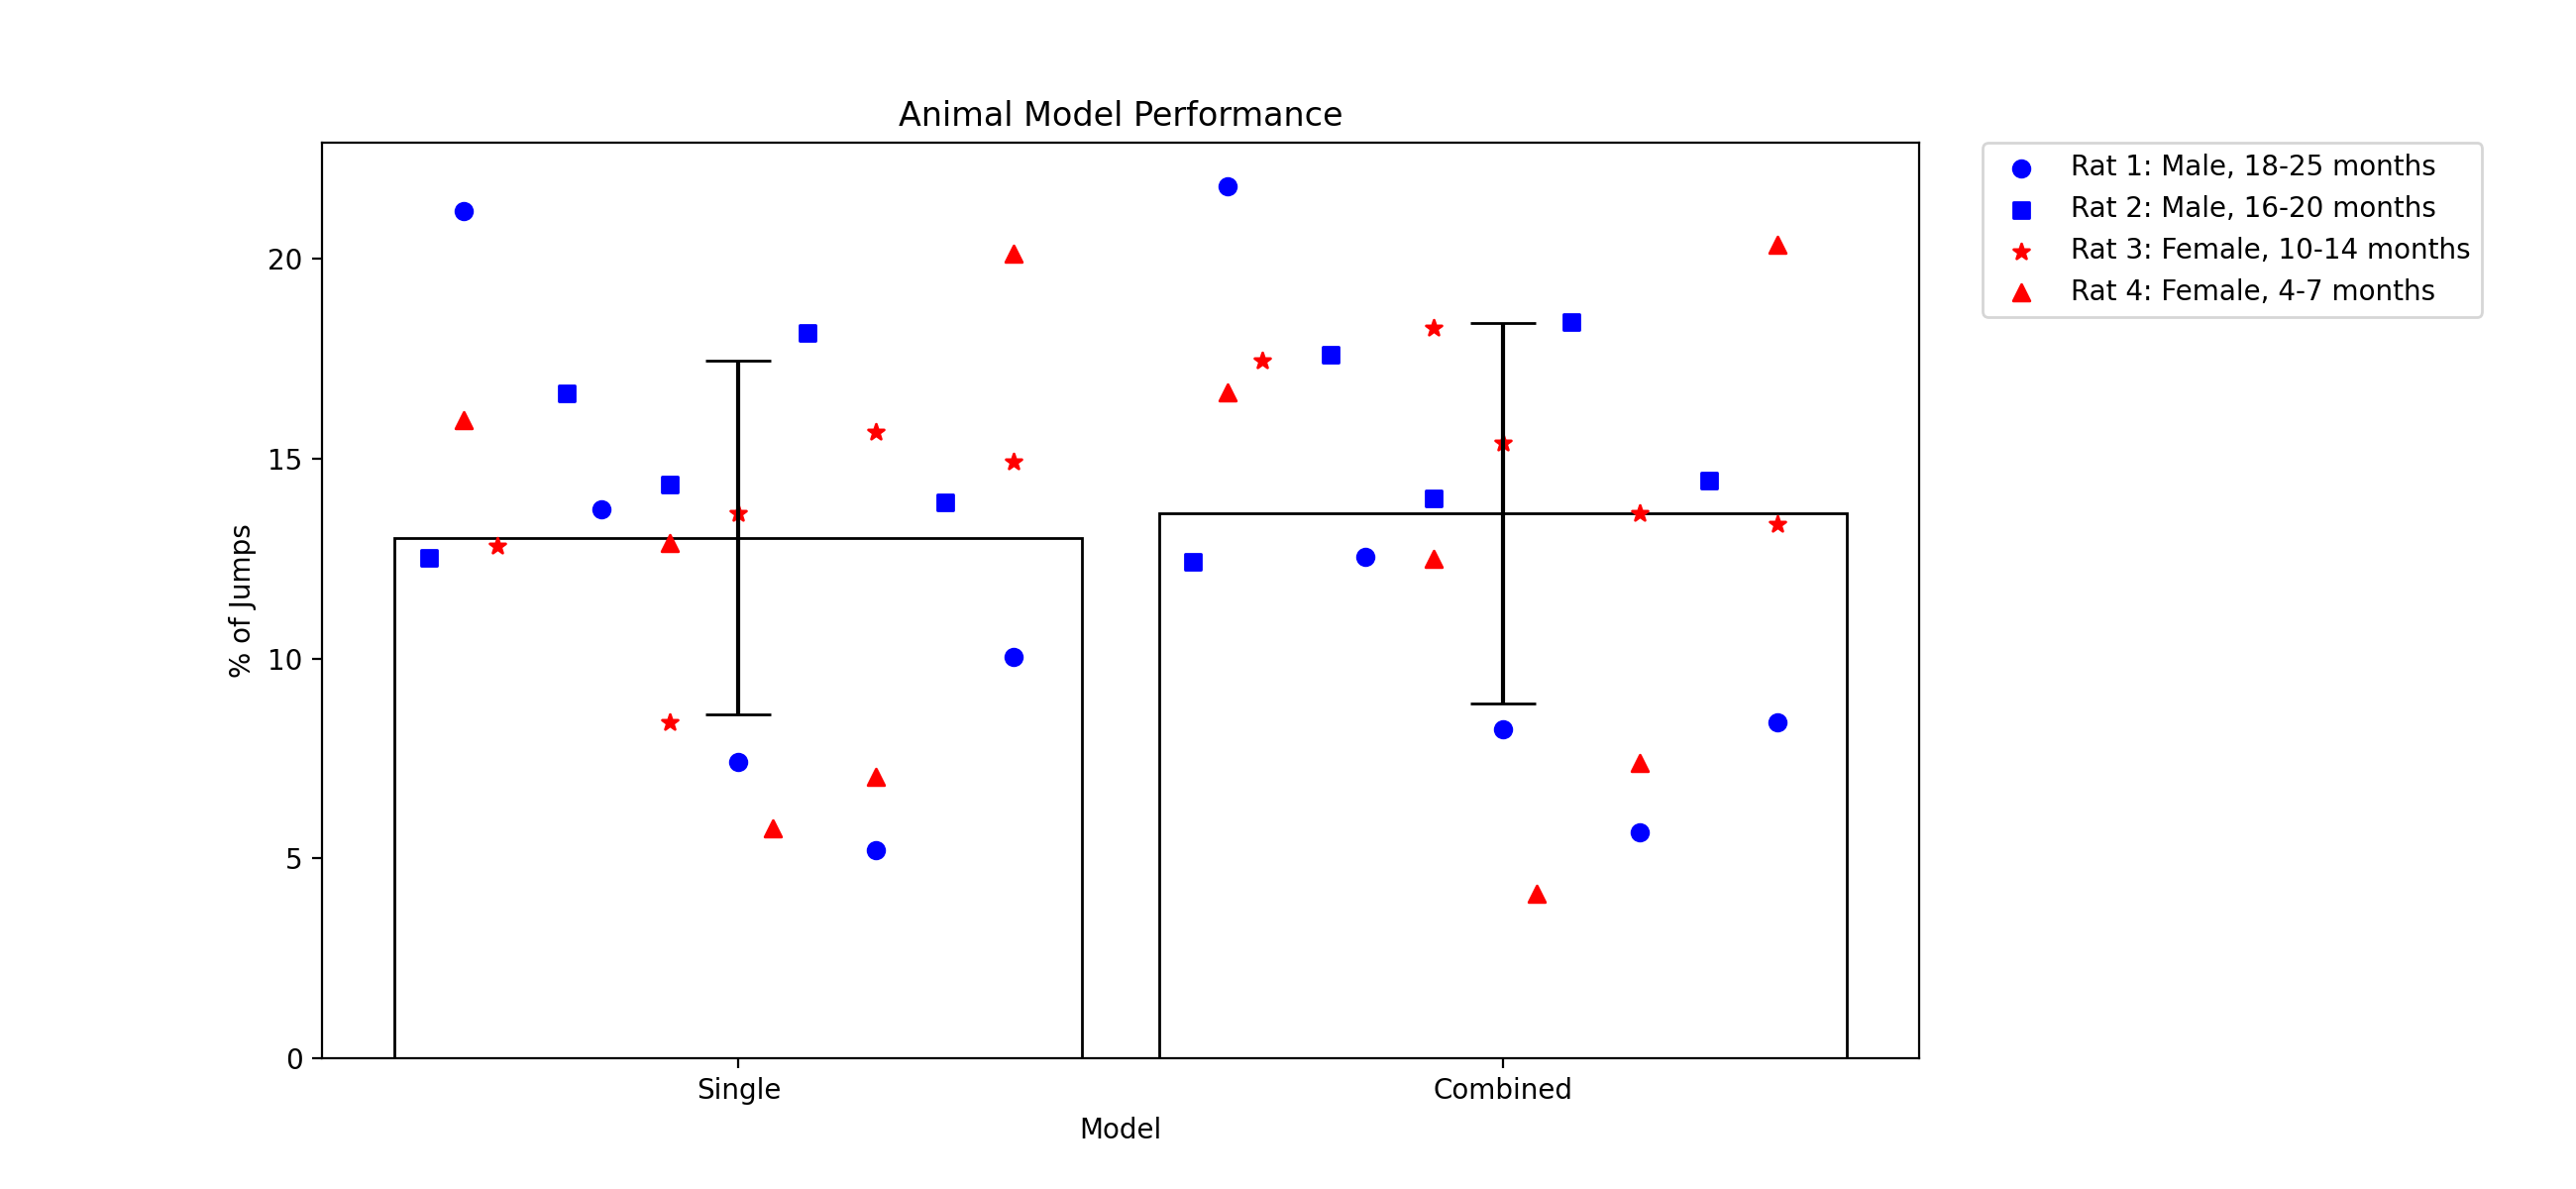 Animal Model Performance
Rat 1: Male, 18-25 months
Rat 2: Male, 16-20 months
Rat 3: Female, 10-14 months
Rat 4: Female, 4-7 months
% of Jumps
20
15
10
5
0
Single Combined
Model